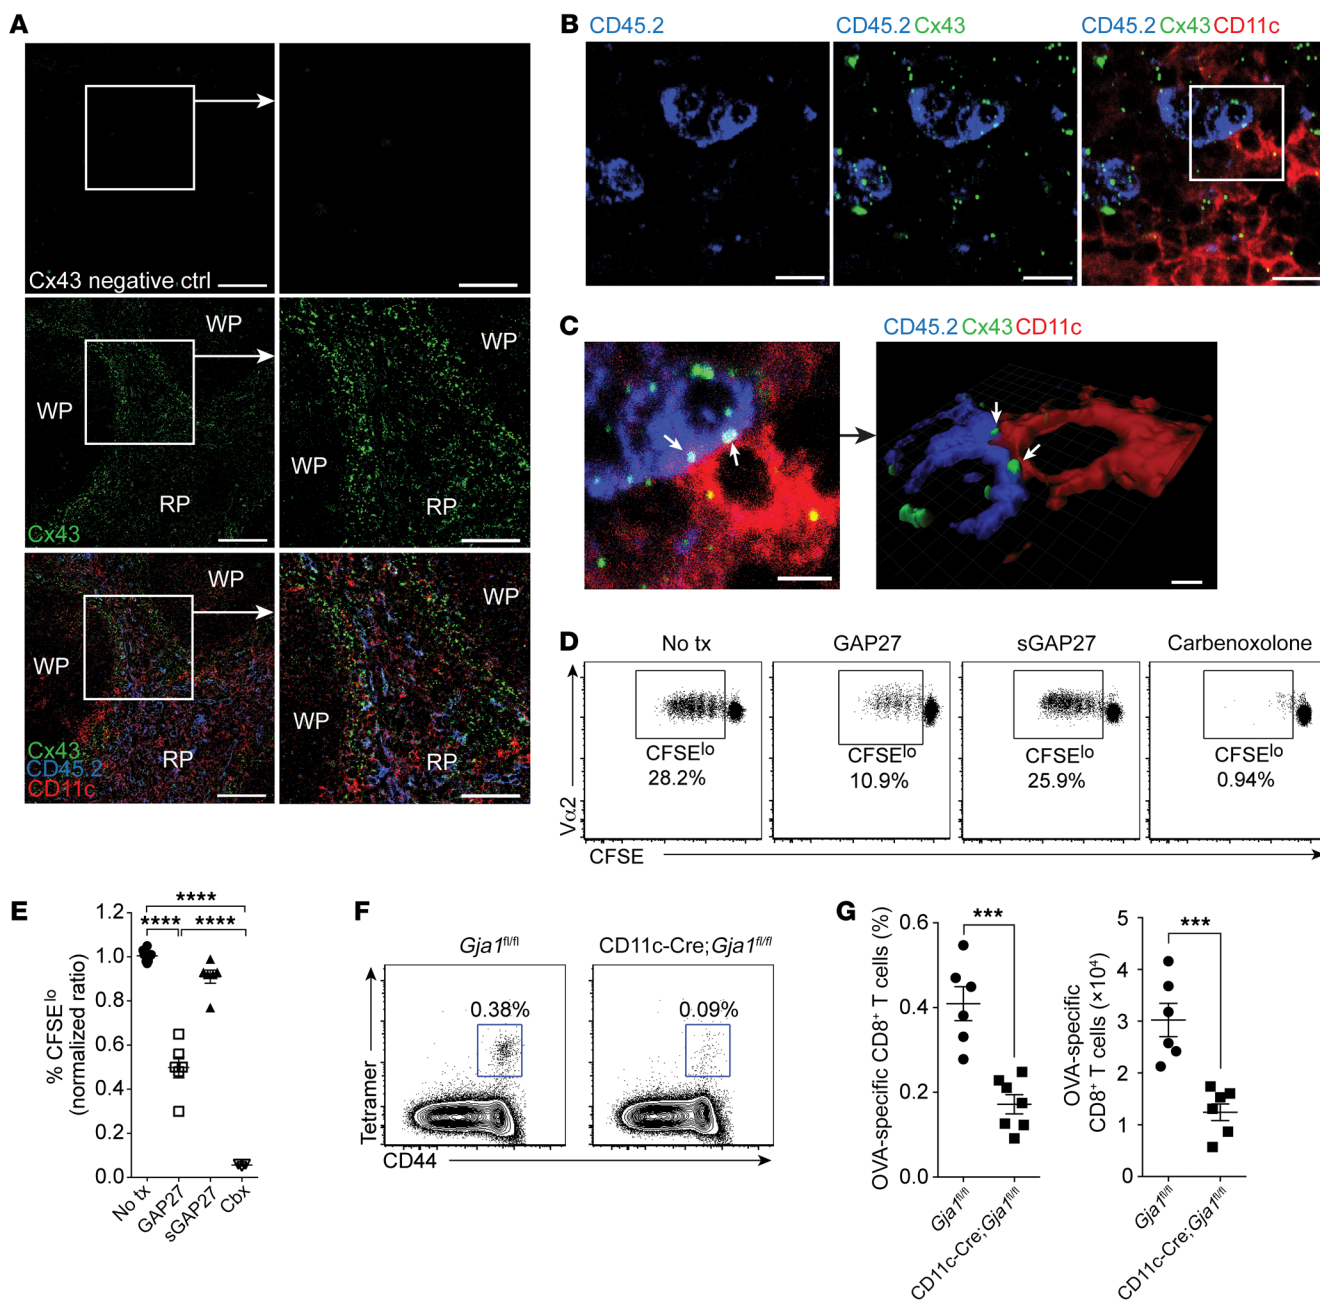 A
Cx43 negative ctrl
WP
WP
RP
Cx43
WP
WP
RP
WP
WP
RP
Cx43
CD45.2
CD11c
WP
WP
RP
B
CD45.2
CD45.2 Cx43
CD45.2 Cx43 CD11c
C
CD45.2 Cx43 CD11c
D
No tx
GAP27
sGAP27
Carbenoxolone
CFSElo
28.2%
CFSElo
10.9%
CFSElo
25.9%
CFSElo
0.94%
Vα2
CFSE
E
****
**** ****
% CFSElo
(normalized ratio)
1.2
1.0
0.8
0.6
0.4
0.2
0.0
No tx
GAP27
sGAP27
Cbx
F
Gja1fl/fl
CD11c-Cre;Gja1fl/fl
0.38%
0.09%
Tetramer
CD44
G
OVA-specific CD8+ T cells (%)
0.6
0.4
0.2
0.0
***
Gja1fl/fl
CD11c-Cre;Gja1fl/fl
OVA-specific
CD8+ T cells (×10⁴)
5
4
3
2
1
0
***
Gja1fl/fl
CD11c-Cre;Gja1fl/fl